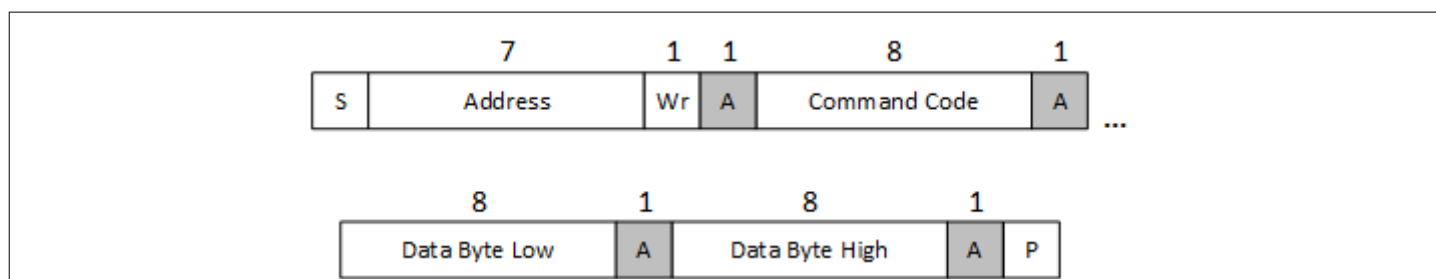 7 1 1 8 1
S Address Wr A Command Code A ...
8 1 8 1
Data Byte Low A Data Byte High A P